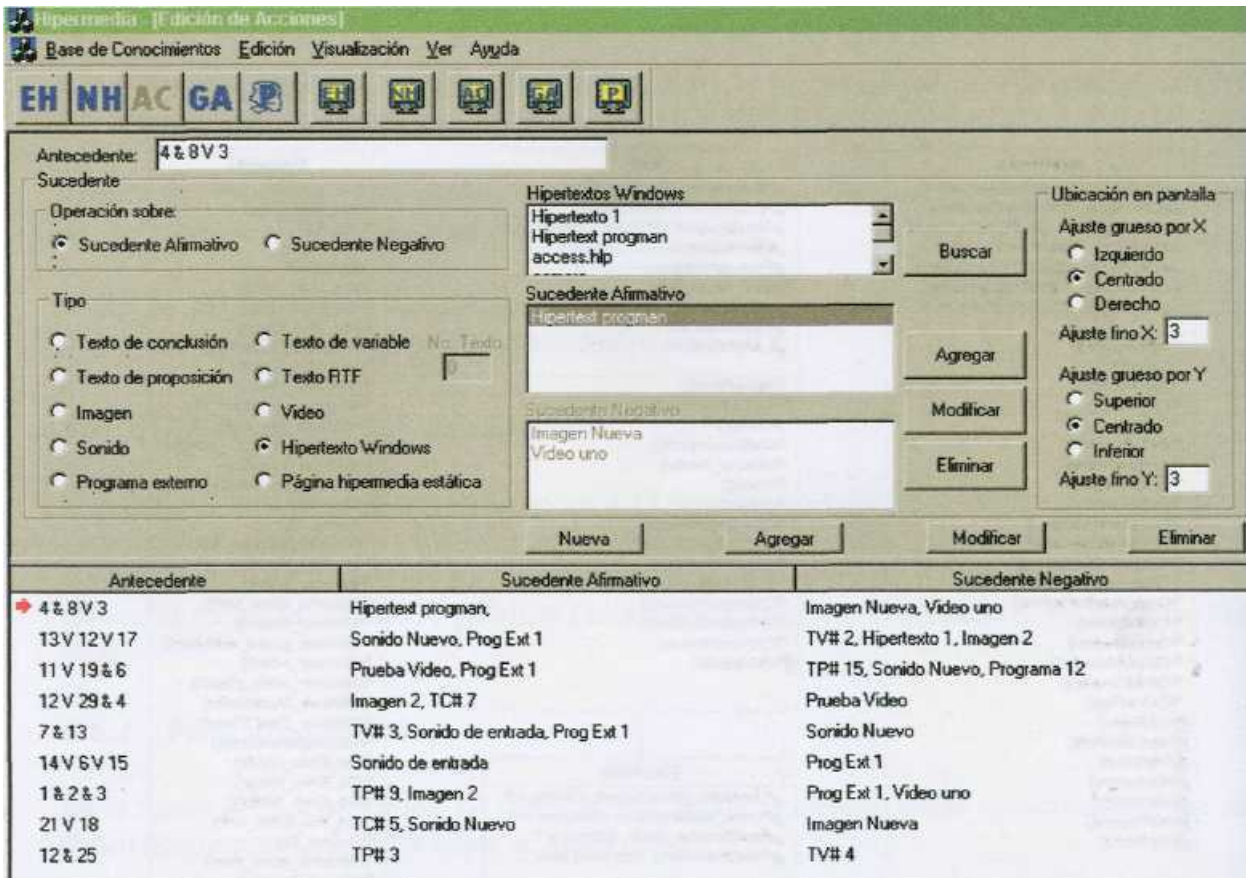 Hipermedia - [Edición de Acciones]
Base de Conocimientos Edición Visualización Ver Ayuda
EH NH AC GA P EH NH AC GA P
Antecedente: 4 & 8 V 3
Sucedente
Operación sobre:
Sucedente Afirmativo Sucedente Negativo
Tipo
Texto de conclusión Texto de variable No. Texto
Texto de proposición Texto RTF 0
Imagen Video
Sonido Hipertexto Windows
Programa externo Página hipermedia estática
Hipertextos Windows
Hipertexto 1
Hipertext progman
access.hlp
Sucedente Afirmativo
Hipertext progman
Sucedente Negativo
Imagen Nueva
Video uno
Buscar
Agregar
Modificar
Eliminar
Ubicación en pantalla
Ajuste grueso por X
Izquierdo
Centrado
Derecho
Ajuste fino X: 3
Ajuste grueso por Y
Superior
Centrado
Inferior
Ajuste fino Y: 3
Nueva Agregar Modificar Eliminar
Antecedente Sucedente Afirmativo Sucedente Negativo
4 & 8 V 3 Hipertext progman, Imagen Nueva, Video uno
13 V 12 V 17 Sonido Nuevo, Prog Ext 1 TV# 2, Hipertexto 1, Imagen 2
11 V 19 & 6 Prueba Video, Prog Ext 1 TP# 15, Sonido Nuevo, Programa 12
12 V 29 & 4 Imagen 2, TC# 7 Prueba Video
7 & 13 TV# 3, Sonido de entrada, Prog Ext 1 Sonido Nuevo
14 V 6 V 15 Sonido de entrada Prog Ext 1
1 & 2 & 3 TP# 9, Imagen 2 Prog Ext 1, Video uno
21 V 18 TC# 5, Sonido Nuevo Imagen Nueva
12 & 25 TP# 3 TV# 4